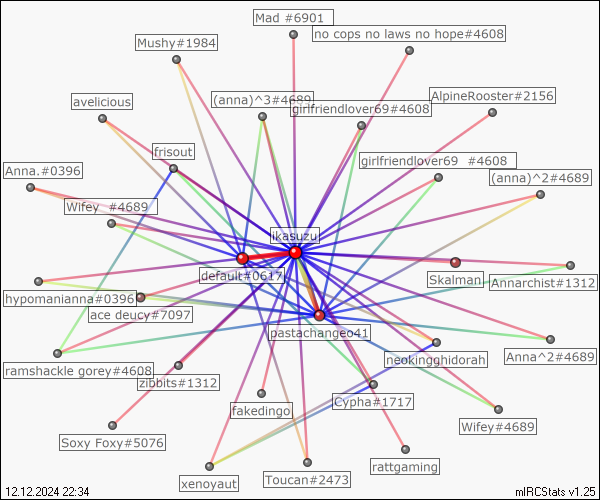 Mad #6901
no cops no laws no hope#4608
Mushy#1984
avelicious
(anna)^3#4689
girlfriendlover69#4608
AlpineRooster#2156
frisout
girlfriendlover69 #4608
Anna.#0396
(anna)^2#4689
Wifey #4689
ikasuzu
default#0617
Skalman
Annarchist#1312
hypomanianna#0396
ace deucy#7097
pastachange041
neokingghidorah
Anna^2#4689
ramshackle gorey#4608
zibbits#1312
fakedingo
Cypha#1717
Wifey#4689
Soxy Foxy#5076
xenoyaut
Toucan#2473
rattgaming
12.12.2024 22:34
mIRCStats v1.25